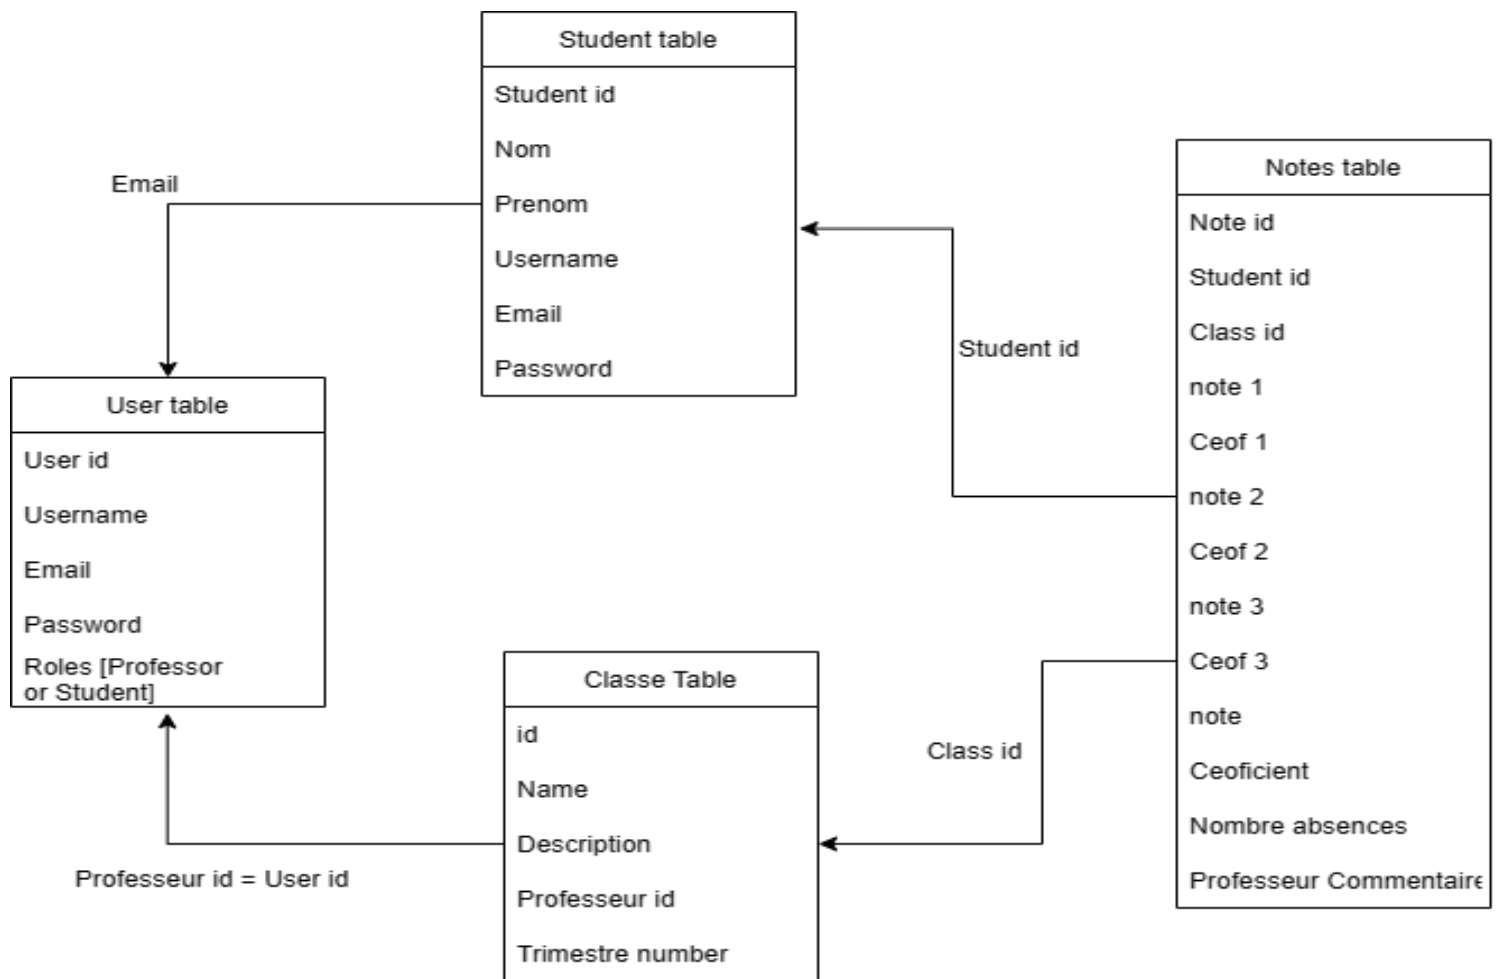 Student table
Student id
Nom
Prenom
Username
Email
Password
Email
User table
User id
Username
Email
Password
Roles [Professor
or Student]
Professeur id = User id
Classe Table
id
Name
Description
Professeur id
Trimestre number
Student id
Class id
Notes table
Note id
Student id
Class id
note 1
Ceof 1
note 2
Ceof 2
note 3
Ceof 3
note
Ceoficient
Nombre absences
Professeur Commentaire